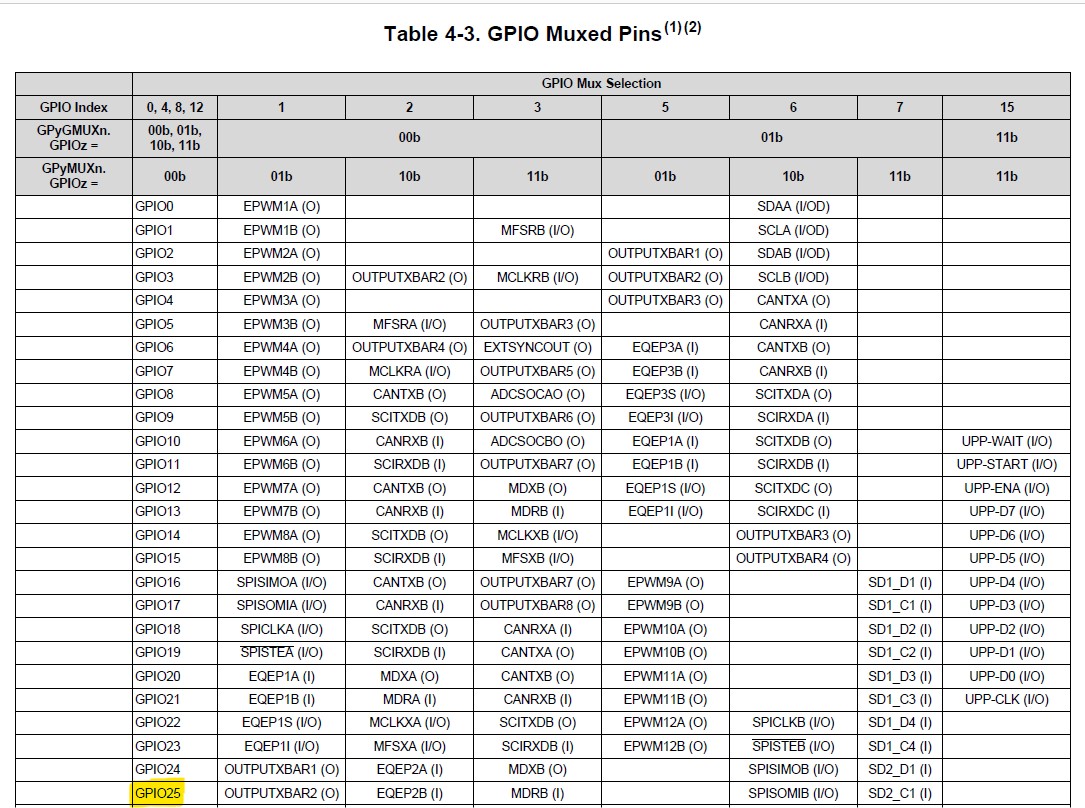 Table 4-3. GPIO Muxed Pins(1)(2)
GPIO Mux Selection
GPIO Index 0, 4, 8, 12 1 2 3 5 6 7 15
GPyGMUXn. GPIOz = 00b, 01b, 10b, 11b 00b 01b 11b
GPyMUXn. GPIOz = 00b 01b 10b 11b 01b 10b 11b 11b
GPIO0 EPWM1A (O) SDAA (I/OD)
GPIO1 EPWM1B (O) MFSRB (I/O) SCLA (I/OD)
GPIO2 EPWM2A (O) OUTPUTXBAR1 (O) SDAB (I/OD)
GPIO3 EPWM2B (O) OUTPUTXBAR2 (O) MCLKRB (I/O) OUTPUTXBAR2 (O) SCLB (I/OD)
GPIO4 EPWM3A (O) OUTPUTXBAR3 (O) CANTXA (O)
GPIO5 EPWM3B (O) MFSRA (I/O) OUTPUTXBAR3 (O) CANRXA (I)
GPIO6 EPWM4A (O) OUTPUTXBAR4 (O) EXTSYNCOUT (O) EQEP3A (I) CANTXB (O)
GPIO7 EPWM4B (O) MCLKRA (I/O) OUTPUTXBAR5 (O) EQEP3B (I) CANRXB (I)
GPIO8 EPWM5A (O) CANTXB (O) ADCSOCAO (O) EQEP3S (I/O) SCITXDA (O)
GPIO9 EPWM5B (O) SCITXDB (O) OUTPUTXBAR6 (O) EQEP3I (I/O) SCIRXDA (I)
GPIO10 EPWM6A (O) CANRXB (I) ADCSOCBO (O) EQEP1A (I) SCITXDB (O) UPP-WAIT (I/O)
GPIO11 EPWM6B (O) SCIRXDB (I) OUTPUTXBAR7 (O) EQEP1B (I) SCIRXDB (I) UPP-START (I/O)
GPIO12 EPWM7A (O) CANTXB (O) MDXB (O) EQEP1S (I/O) SCITXDC (O) UPP-ENA (I/O)
GPIO13 EPWM7B (O) CANRXB (I) MDRB (I) EQEP1I (I/O) SCIRXDC (I) UPP-D7 (I/O)
GPIO14 EPWM8A (O) SCITXDB (O) MCLKXB (I/O) OUTPUTXBAR3 (O) UPP-D6 (I/O)
GPIO15 EPWM8B (O) SCIRXDB (I) MFSXB (I/O) OUTPUTXBAR4 (O) UPP-D5 (I/O)
GPIO16 SPISIMOA (I/O) CANTXB (O) OUTPUTXBAR7 (O) EPWM9A (O) SD1_D1 (I) UPP-D4 (I/O)
GPIO17 SPISOMIA (I/O) CANRXB (I) OUTPUTXBAR8 (O) EPWM9B (O) SD1_C1 (I) UPP-D3 (I/O)
GPIO18 SPICLKA (I/O) SCITXDB (O) CANRXA (I) EPWM10A (O) SD1_D2 (I) UPP-D2 (I/O)
GPIO19 SPISTEA (I/O) SCIRXDB (I) CANTXA (O) EPWM10B (O) SD1_C2 (I) UPP-D1 (I/O)
GPIO20 EQEP1A (I) MDXA (O) CANTXB (O) EPWM11A (O) SD1_D3 (I) UPP-D0 (I/O)
GPIO21 EQEP1B (I) MDRA (I) CANRXB (I) EPWM11B (O) SD1_C3 (I) UPP-CLK (I/O)
GPIO22 EQEP1S (I/O) MCLKXA (I/O) SCITXDB (O) EPWM12A (O) SPICLKB (I/O) SD1_D4 (I)
GPIO23 EQEP1I (I/O) MFSXA (I/O) SCIRXDB (I) EPWM12B (O) SPISTEB (I/O) SD1_C4 (I)
GPIO24 OUTPUTXBAR1 (O) EQEP2A (I) MDXB (O) SPISIMOB (I/O) SD2_D1 (I)
GPIO25 OUTPUTXBAR2 (O) EQEP2B (I) MDRB (I) SPISOMIB (I/O) SD2_C1 (I)